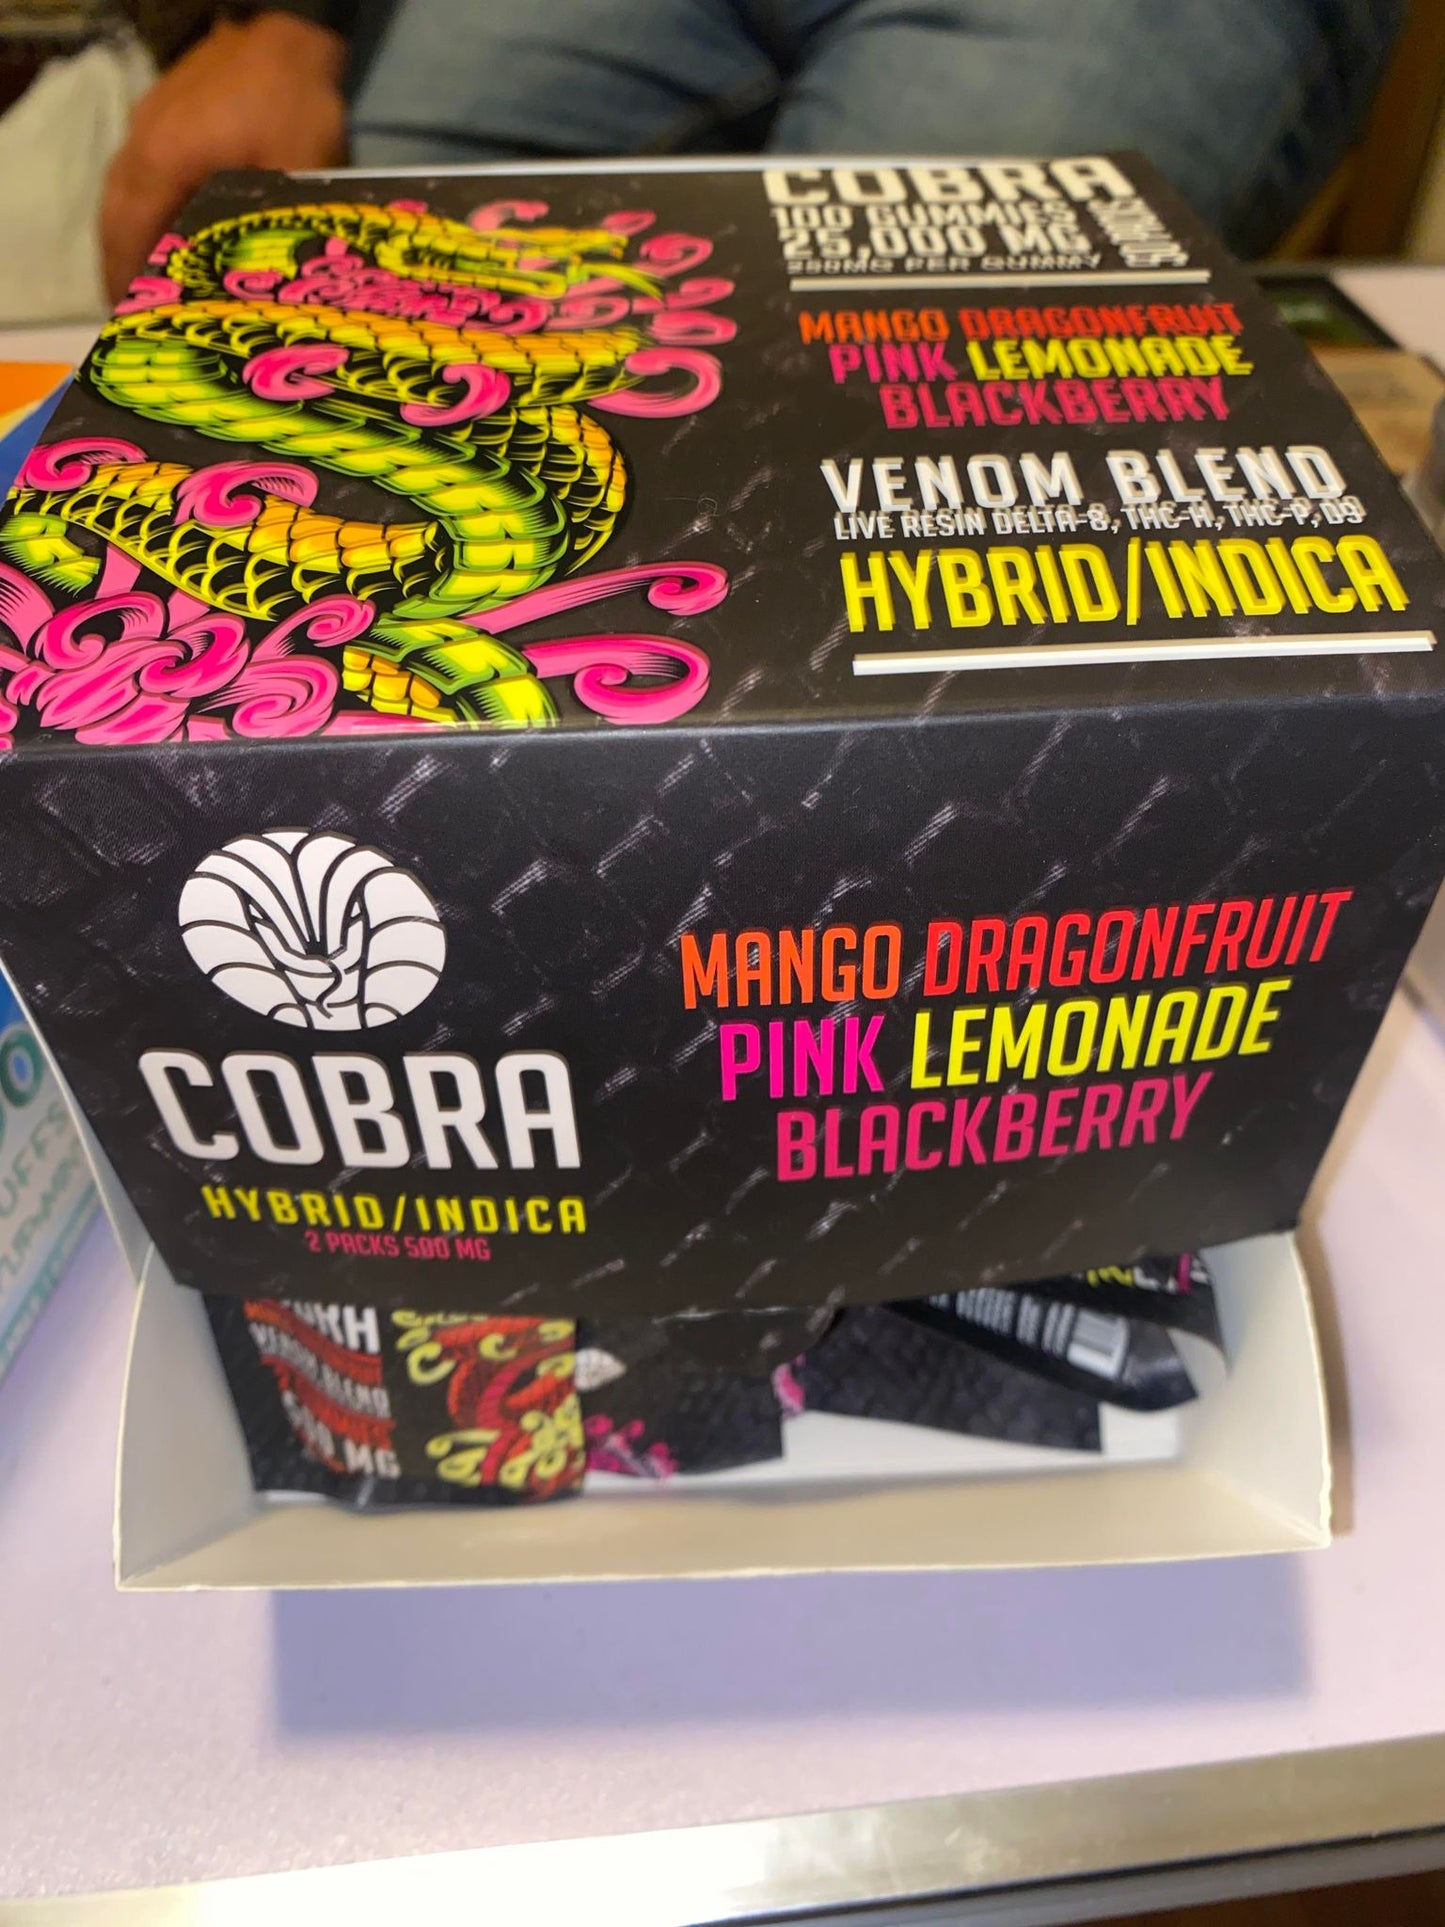 COBRA
100 GUMMIES
25,000 MG
250MG PER GUMMY
MANGO DRAGONFRUIT
PINK LEMONADE
BLACKBERRY
VENOM BLEND
LIVE RESIN DELTA-8, THC-H, THC-P, D9
HYBRID/INDICA
COBRA
HYBRID/INDICA
2 PACKS 500 MG
MANGO DRAGONFRUIT
PINK LEMONADE
BLACKBERRY
VENOM BLEND
MG